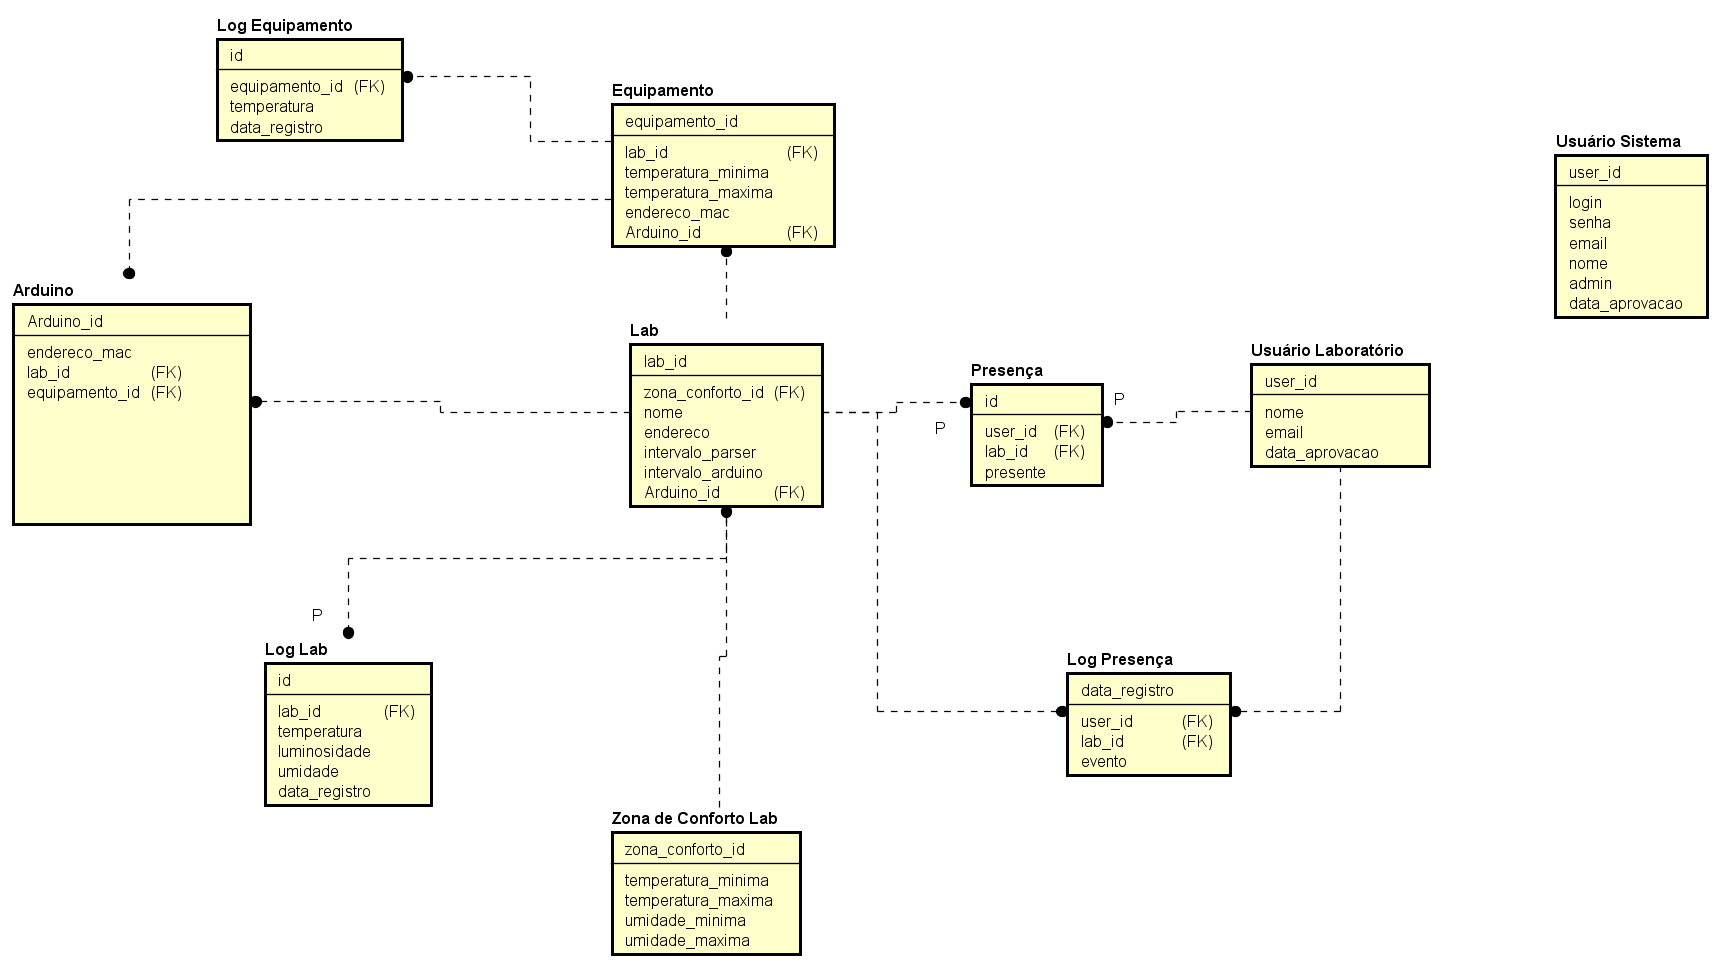 Log Equipamento
id
equipamento_id (FK)
temperatura
data_registro
Equipamento
equipamento_id
lab_id (FK)
temperatura_minima
temperatura_maxima
endereco_mac
Arduino_id (FK)
Usuário Sistema
user_id
login
senha
email
nome
admin
data_aprovacao
Arduino
Arduino_id
endereco_mac
lab_id (FK)
equipamento_id (FK)
Lab
lab_id
zona_conforto_id (FK)
nome
endereco
intervalo_parser
intervalo_arduino
Arduino_id (FK)
Presença
id
user_id (FK)
lab_id (FK)
presente
P
P
Usuário Laboratório
user_id
nome
email
data_aprovacao
P
Log Lab
id
lab_id (FK)
temperatura
luminosidade
umidade
data_registro
Log Presença
data_registro
user_id (FK)
lab_id (FK)
evento
Zona de Conforto Lab
zona_conforto_id
temperatura_minima
temperatura_maxima
umidade_minima
umidade_maxima